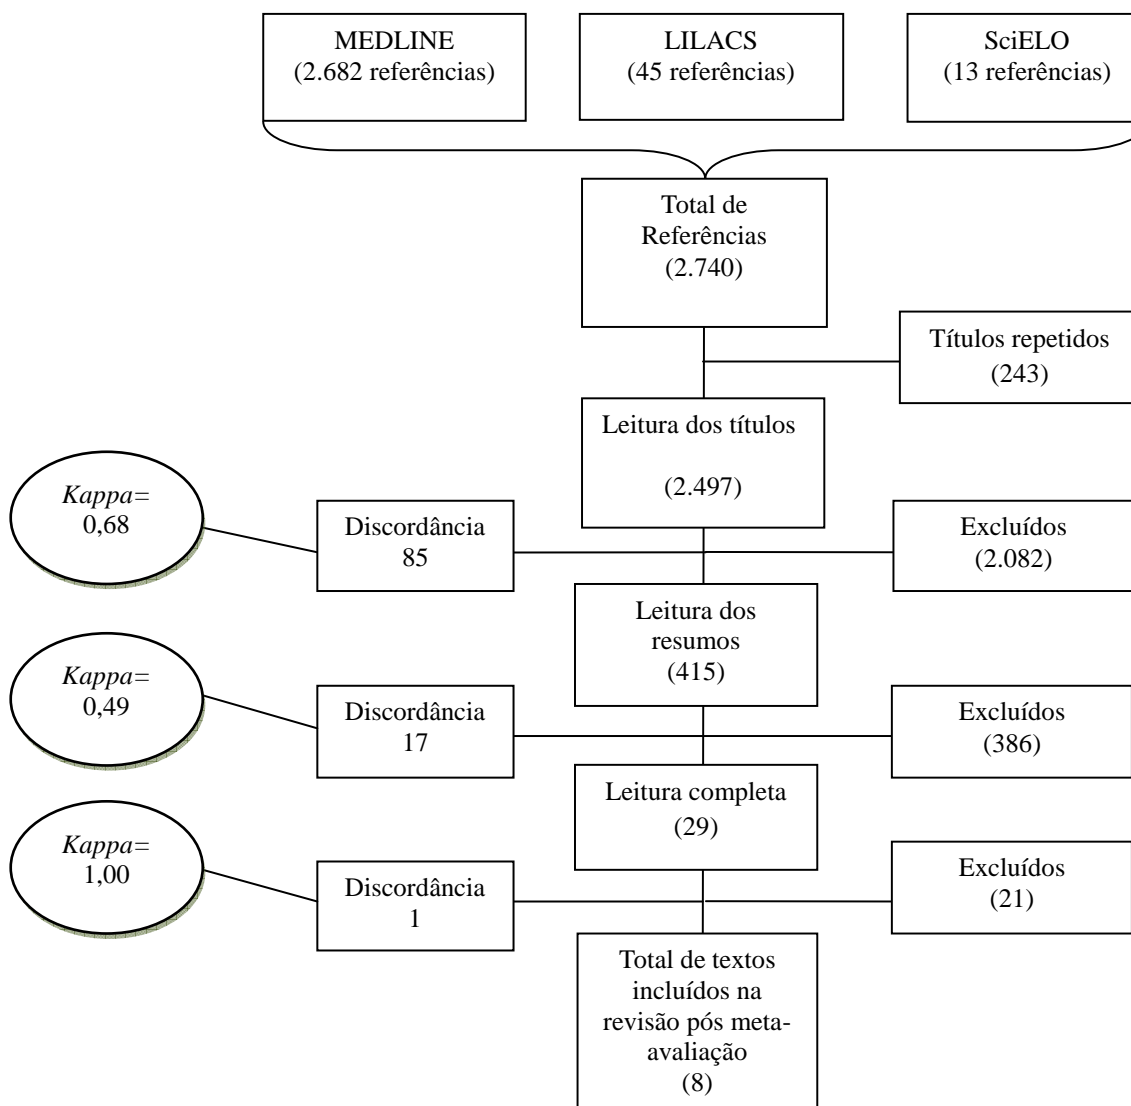 MEDLINE
(2.682 referências)
LILACS
(45 referências)
SciELO
(13 referências)
Total de
Referências
(2.740)
Títulos repetidos
(243)
Leitura dos títulos
(2.497)
Kappa=
0,68
Discordância
85
Excluídos
(2.082)
Leitura dos
resumos
(415)
Kappa=
0,49
Discordância
17
Excluídos
(386)
Leitura completa
(29)
Kappa=
1,00
Discordância
1
Excluídos
(21)
Total de textos
incluídos na
revisão pós meta-
avaliação
(8)